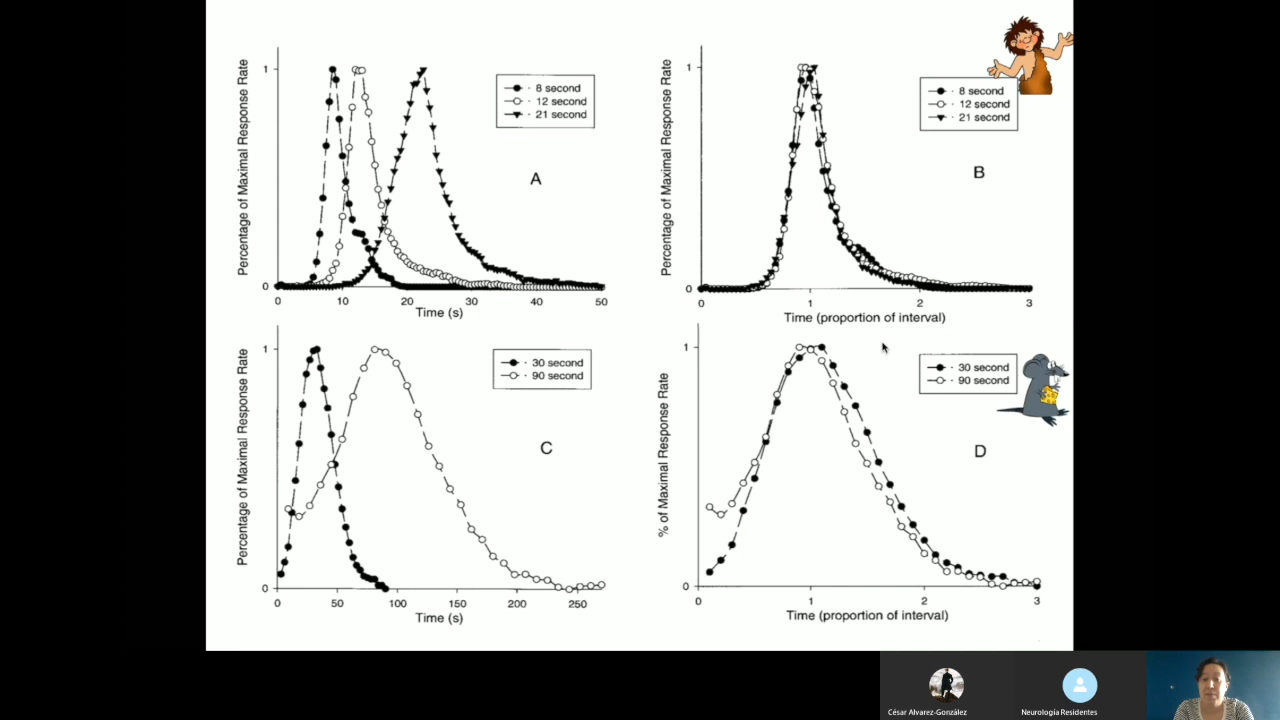 Percentage of Maximal Response Rate
1
0
8 second
12 second
21 second
A
0 10 20 30 40 50
Time (s)
Percentage of Maximal Response Rate
1
0
8 second
12 second
21 second
B
0 1 2 3
Time (proportion of interval)
Percentage of Maximal Response Rate
1
0
30 second
90 second
C
0 50 100 150 200 250
Time (s)
% of Maximal Response Rate
1
0
30 second
90 second
D
0 1 2 3
Time (proportion of interval)
César Alvarez-González
Neurología Residentes